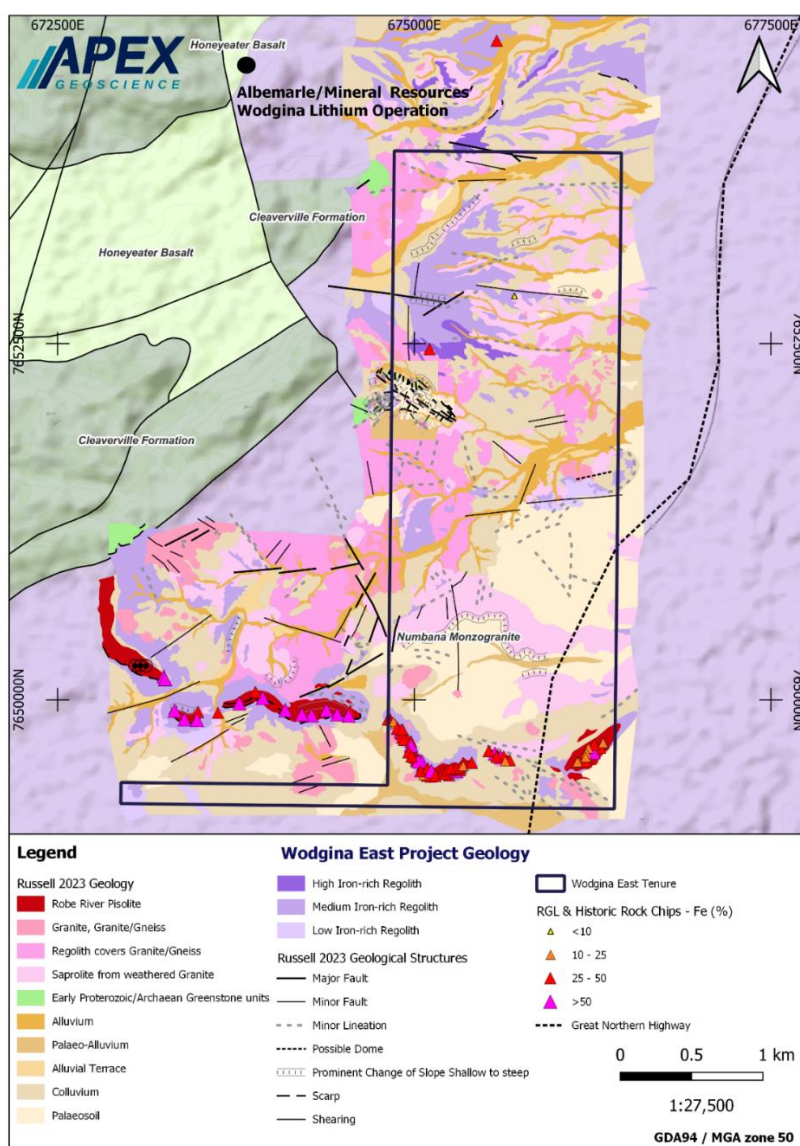 672500E
675000E
677500E
APEX
GEOSCIENCE
Honeyeater Basalt
Albemarle/Mineral Resources'
Wodgina Lithium Operation
Cleaverville Formation
Honeyeater Basalt
7652500N
7652500N
Cleaverville Formation
Numbana Monzogranite
7650000N
7650000N
Legend
Russell 2023 Geology
Robe River Pisolite
Granite, Granite/Gneiss
Regolith covers Granite/Gneiss
Saprolite from weathered Granite
Early Proterozoic/Archaean Greenstone units
Alluvium
Palaeo-Alluvium
Alluvial Terrace
Colluvium
Palaeosoil
Wodgina East Project Geology
High Iron-rich Regolith
Medium Iron-rich Regolith
Low Iron-rich Regolith
Russell 2023 Geological Structures
Major Fault
Minor Fault
Minor Lineation
Possible Dome
Prominent Change of Slope Shallow to steep
Scarp
Shearing
Wodgina East Tenure
RGL & Historic Rock Chips - Fe (%)
<10
10 - 25
25 - 50
>50
Great Northern Highway
0 0.5 1 km
1:27,500
GDA94 / MGA zone 50